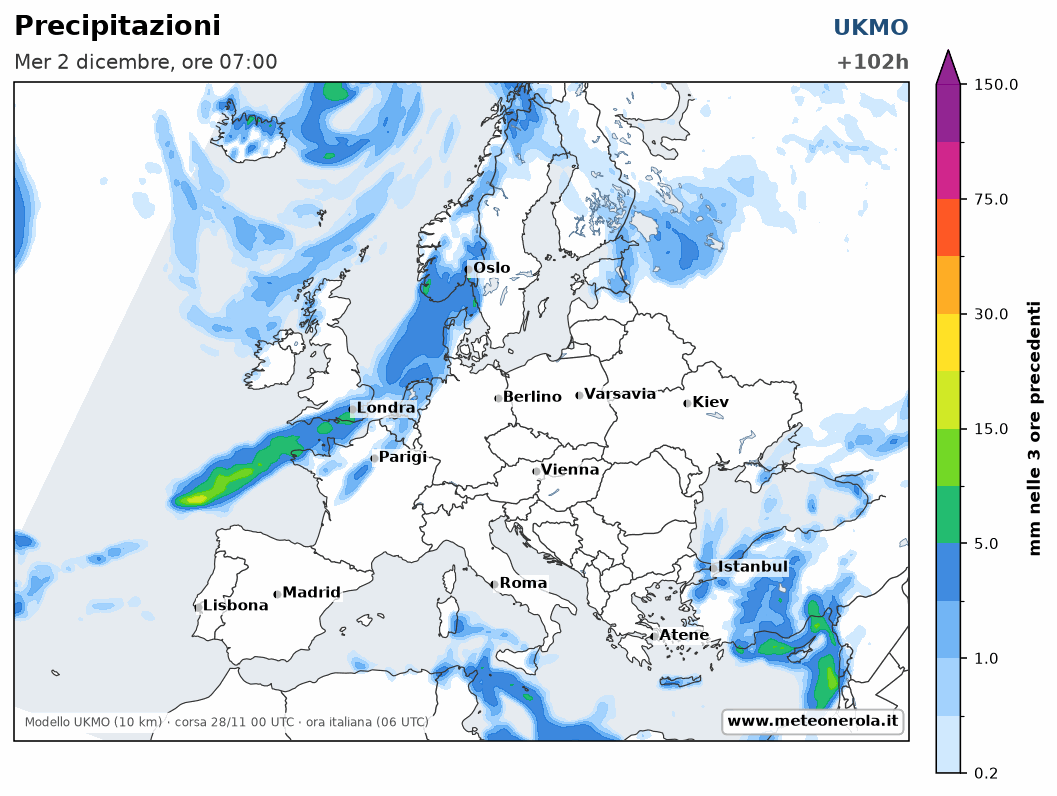 Precipitazioni
UKMO
Mer 2 dicembre, ore 07:00
+102h
150.0
75.0
30.0
15.0
5.0
1.0
0.2
mm nelle 3 ore precedenti
Oslo
Londra
Berlino
Varsavia
Kiev
Parigi
Vienna
Istanbul
Roma
Madrid
Lisbona
Atene
Modello UKMO (10 km) · corsa 28/11 00 UTC · ora italiana (06 UTC)
www.meteonerola.it